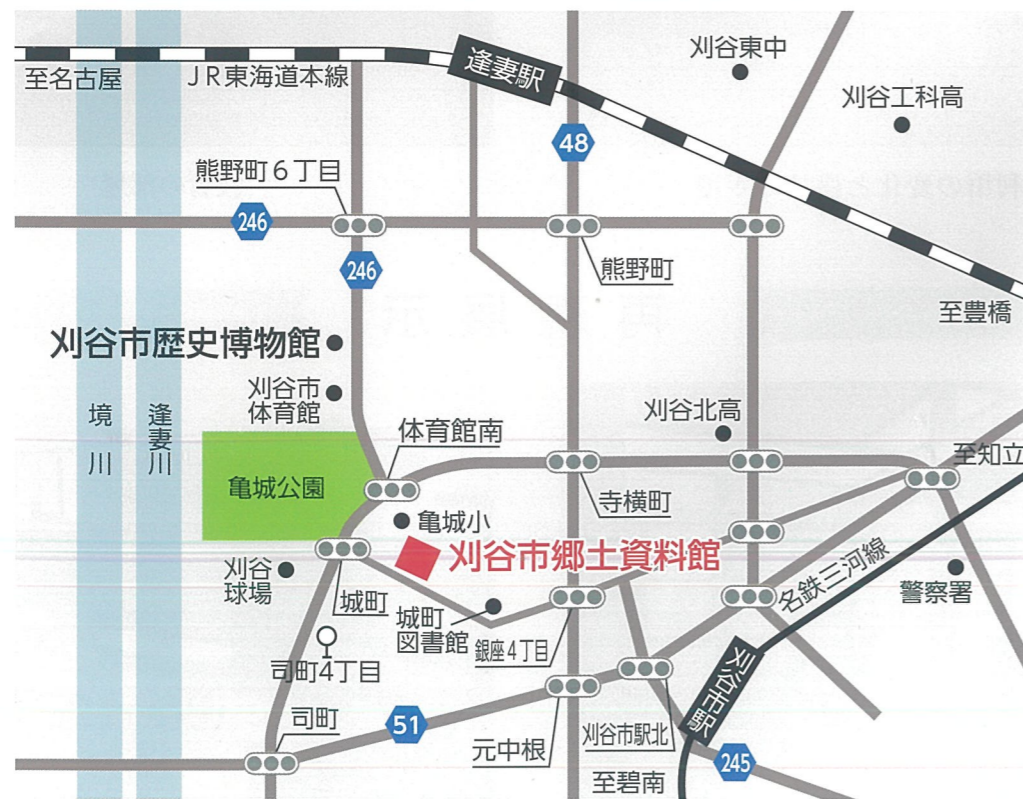 刈谷東中
逢妻駅
至名古屋
JR東海道本線
刈谷工科高
48
熊野町6丁目
246
246
熊野町
至豊橋
刈谷市歴史博物館
刈谷市
体育館
境川
逢妻川
刈谷北高
体育館南
至知立
亀城公園
寺横町
亀城小
刈谷市郷土資料館
刈谷
球場
名鉄三河線
警察署
城町
城町
図書館
銀座4丁目
司町4丁目
刈谷市駅
司町
51
元中根
刈谷市駅北
245
至碧南